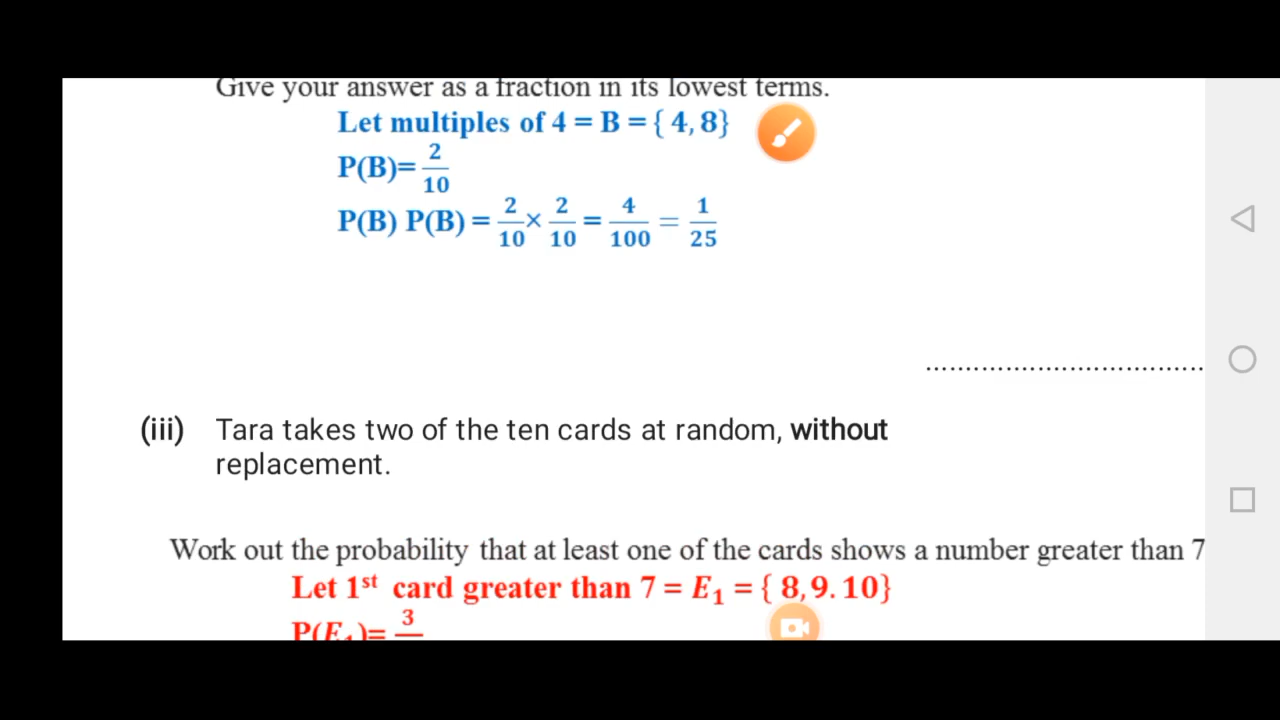 Give your answer as a fraction in its lowest terms.
Let multiples of 4 = B = { 4, 8}
P(B)= 2/10
P(B) P(B) = 2/10 × 2/10 = 4/100 = 1/25
....................................
(iii) Tara takes two of the ten cards at random, without
replacement.
Work out the probability that at least one of the cards shows a number greater than 7
Let 1st card greater than 7 = E₁ = { 8, 9. 10}
P(E₁)= 3